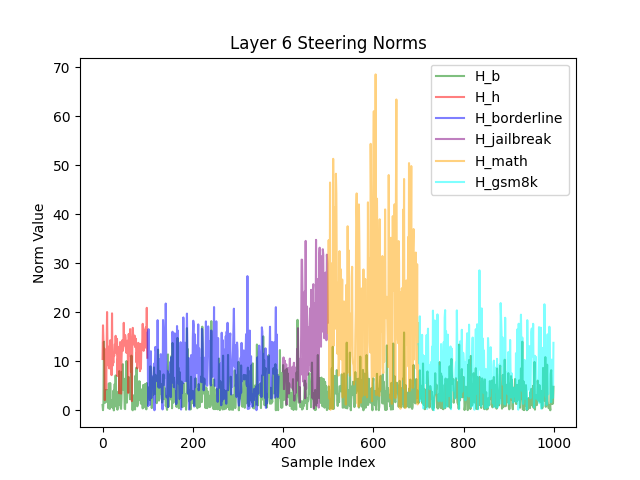 Layer 6 Steering Norms
70
60
50
40
30
20
10
0
Norm Value
H_b
H_h
H_borderline
H_jailbreak
H_math
H_gsm8k
0 200 400 600 800 1000
Sample Index